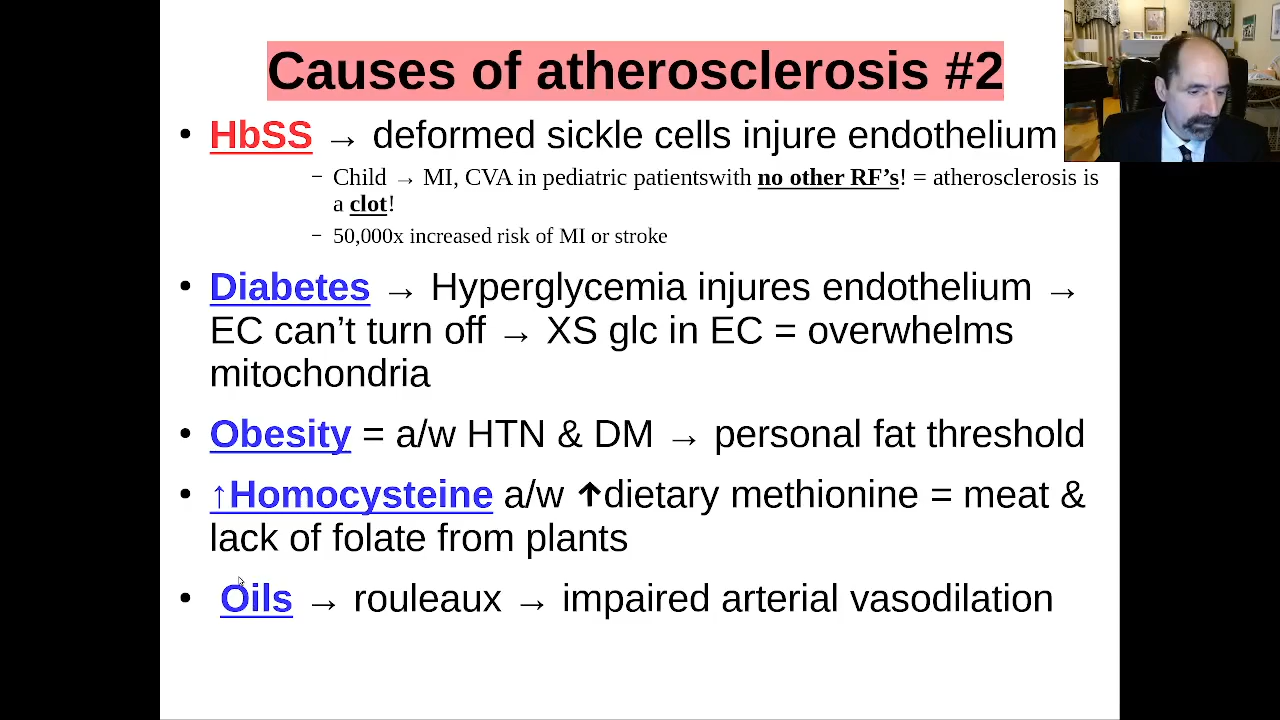 Causes of atherosclerosis #2
• HbSS → deformed sickle cells injure endothelium
– Child → MI, CVA in pediatric patientswith no other RF’s! = atherosclerosis is
a clot!
– 50,000x increased risk of MI or stroke
• Diabetes → Hyperglycemia injures endothelium →
EC can’t turn off → XS glc in EC = overwhelms
mitochondria
• Obesity = a/w HTN & DM → personal fat threshold
• ↑Homocysteine a/w ↑dietary methionine = meat &
lack of folate from plants
• Oils → rouleaux → impaired arterial vasodilation